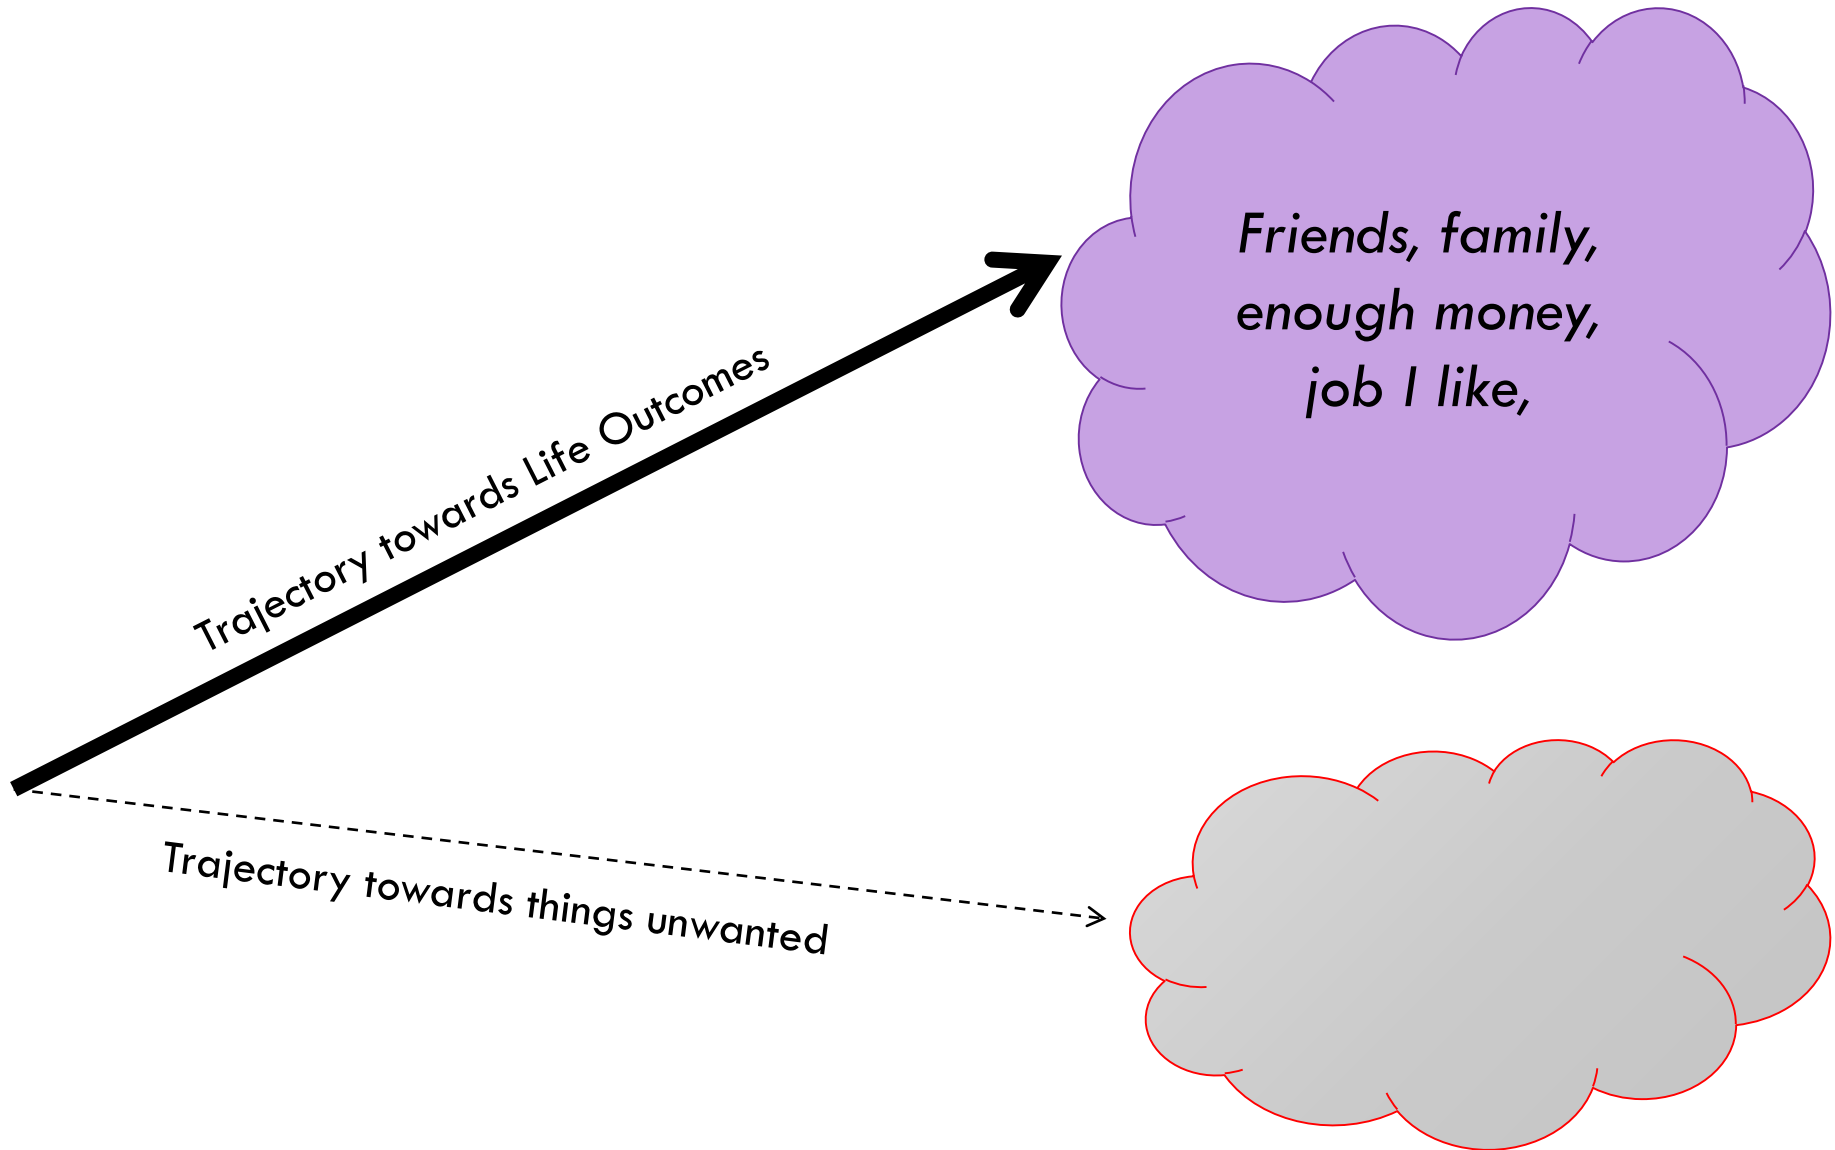 Friends, family,
enough money,
job I like,
Trajectory towards Life Outcomes
Trajectory towards things unwanted